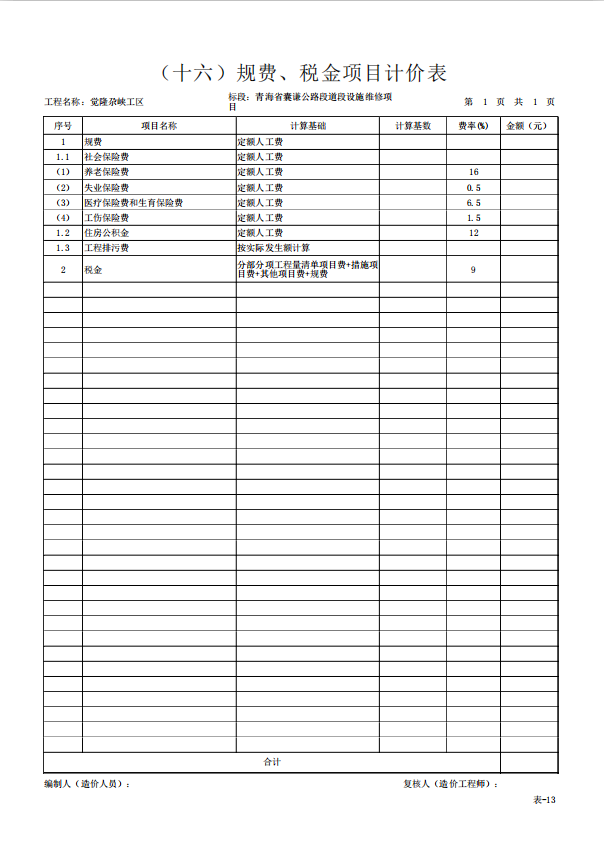 （十六）规费、税金项目计价表
工程名称：觉隆尕峡工区 标段：青海省囊谦公路段道段设施维修项目 第 1 页 共 1 页
序号 项目名称 计算基础 计算基数 费率(%) 金额（元）
1 规费 定额人工费
1.1 社会保险费 定额人工费
(1) 养老保险费 定额人工费 16
(2) 失业保险费 定额人工费 0.5
(3) 医疗保险费和生育保险费 定额人工费 6.5
(4) 工伤保险费 定额人工费 1.5
1.2 住房公积金 定额人工费 12
1.3 工程排污费 按实际发生额计算
2 税金 分部分项工程量清单项目费+措施项目费+其他项目费+规费 9
合计
编制人（造价人员）： 复核人（造价工程师）：
表-13